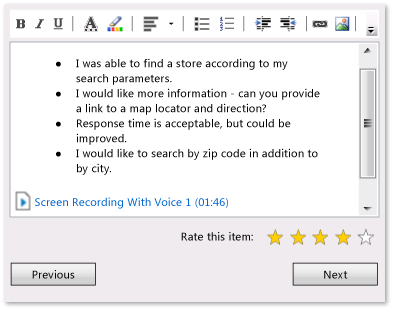 B I U A
• I was able to find a store according to my
search parameters.
• I would like more information - can you provide
a link to a map locator and direction?
• Response time is acceptable, but could be
improved.
• I would like to search by zip code in addition to
by city.
Screen Recording With Voice 1 (01:46)
Rate this item:
Previous Next